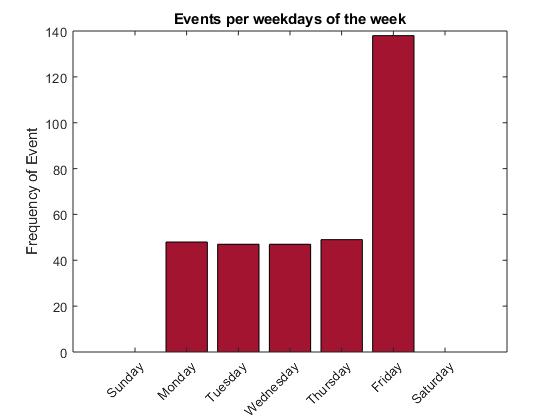 Events per weekdays of the week
Frequency of Event
140
120
100
80
60
40
20
0
Sunday
Monday
Tuesday
Wednesday
Thursday
Friday
Saturday